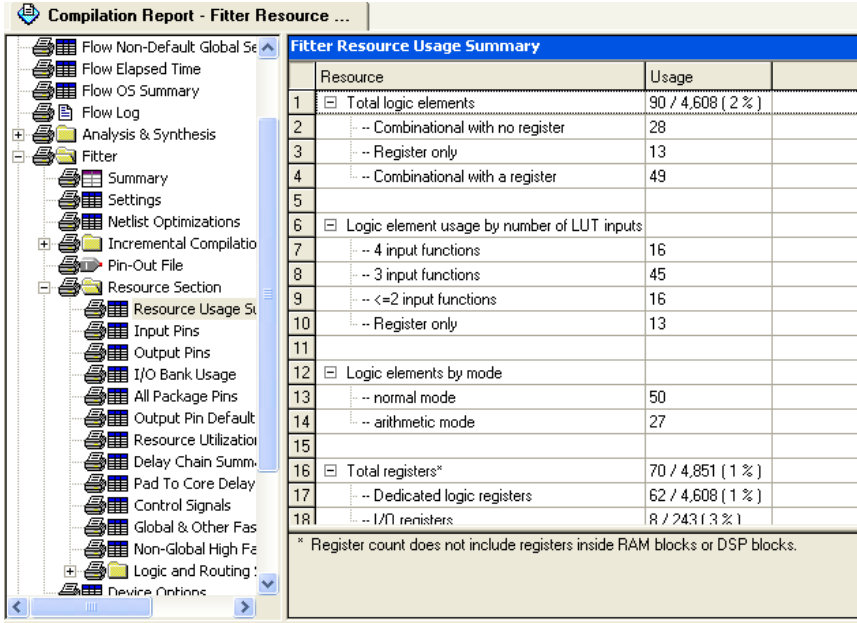 Compilation Report - Fitter Resource ...
Flow Non-Default Global Se
Flow Elapsed Time
Flow OS Summary
Flow Log
Analysis & Synthesis
Fitter
Summary
Settings
Netlist Optimizations
Incremental Compilatio
Pin-Out File
Resource Section
Resource Usage Su
Input Pins
Output Pins
I/O Bank Usage
All Package Pins
Output Pin Default
Resource Utilization
Delay Chain Summa
Pad To Core Delay
Control Signals
Global & Other Fas
Non-Global High Fa
Logic and Routing S
Device Options
Fitter Resource Usage Summary
Resource Usage
1 Total logic elements 90 / 4,608 ( 2 % )
2 -- Combinational with no register 28
3 -- Register only 13
4 -- Combinational with a register 49
5
6 Logic element usage by number of LUT inputs
7 -- 4 input functions 16
8 -- 3 input functions 45
9 -- <=2 input functions 16
10 -- Register only 13
11
12 Logic elements by mode
13 -- normal mode 50
14 -- arithmetic mode 27
15
16 Total registers* 70 / 4,851 ( 1 % )
17 -- Dedicated logic registers 62 / 4,608 ( 1 % )
18 -- I/O registers 8 / 243 ( 3 % )
* Register count does not include registers inside RAM blocks or DSP blocks.